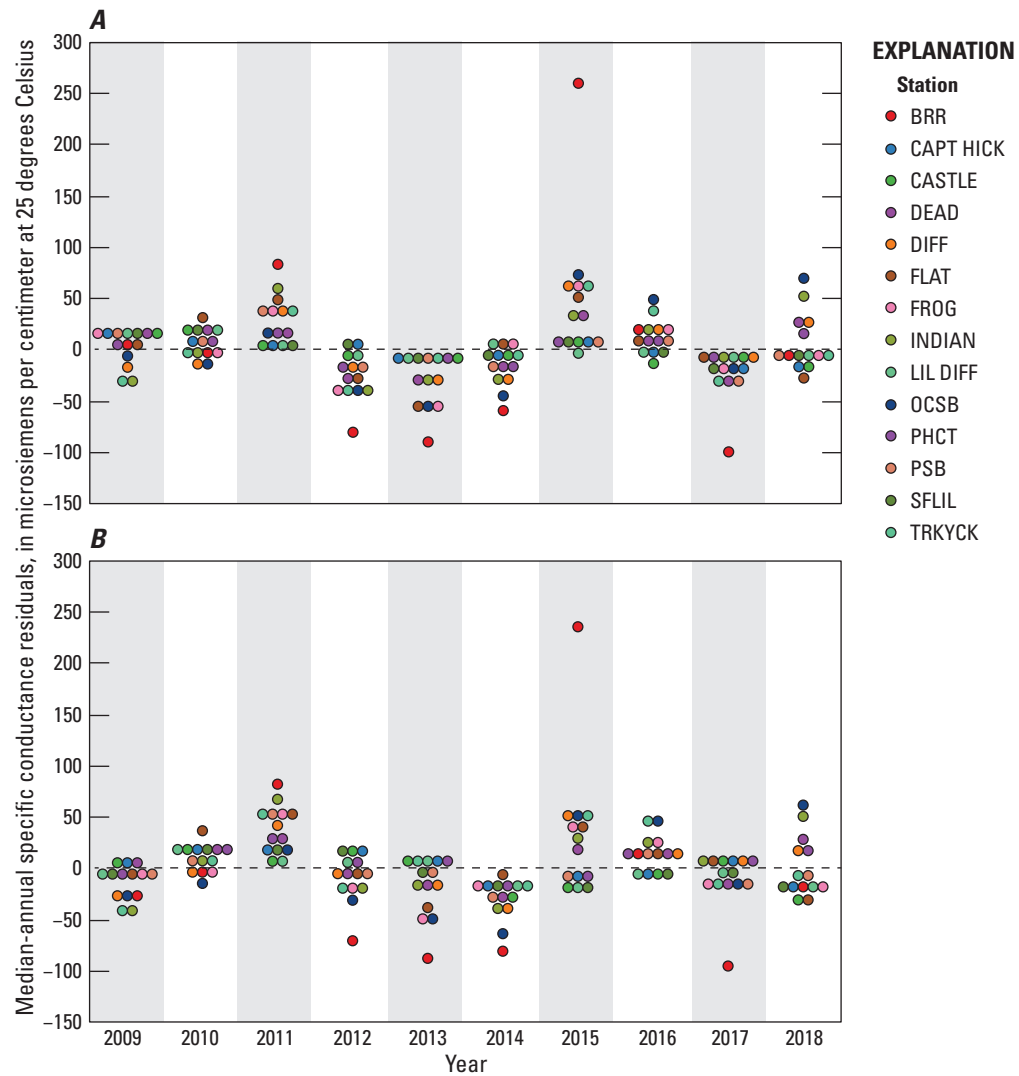 A
300
250
200
150
100
50
0
−50
−100
−150
B
300
250
200
150
100
50
0
−50
−100
−150
2009 2010 2011 2012 2013 2014 2015 2016 2017 2018
Year
Median-annual specific conductance residuals, in microsiemens per centimeter at 25 degrees Celsius
EXPLANATION
Station
BRR
CAPT HICK
CASTLE
DEAD
DIFF
FLAT
FROG
INDIAN
LIL DIFF
OCSB
PHCT
PSB
SFLIL
TRKYCK